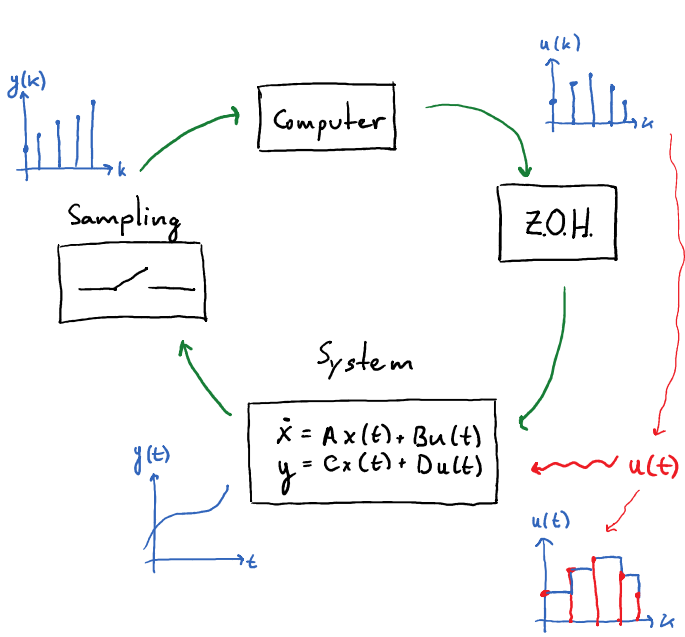 u(k)
y(k)
Computer
k
k
Sampling
Z.O.H.
System
ẋ = Ax(t) + Bu(t)
y = Cx(t) + Du(t)
y(t)
u(t)
t
u(t)
k